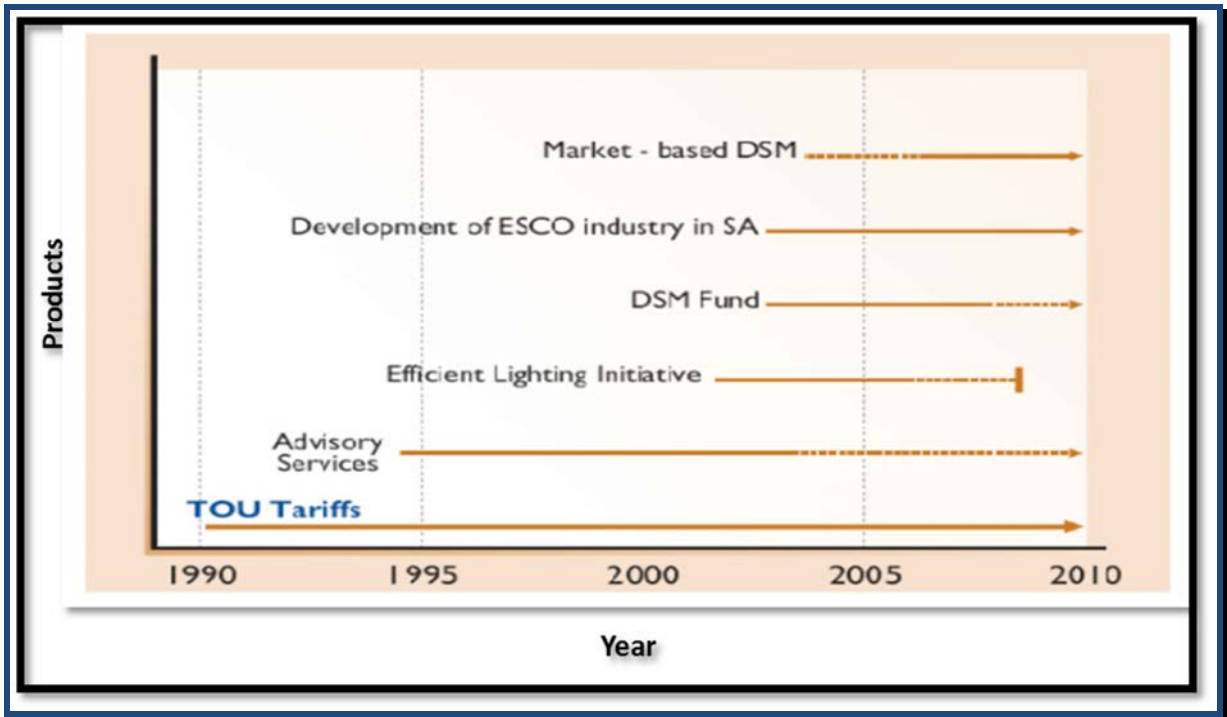 Market - based DSM
Development of ESCO industry in SA
DSM Fund
Efficient Lighting Initiative
Advisory
Services
TOU Tariffs
Products
1990 1995 2000 2005 2010
Year